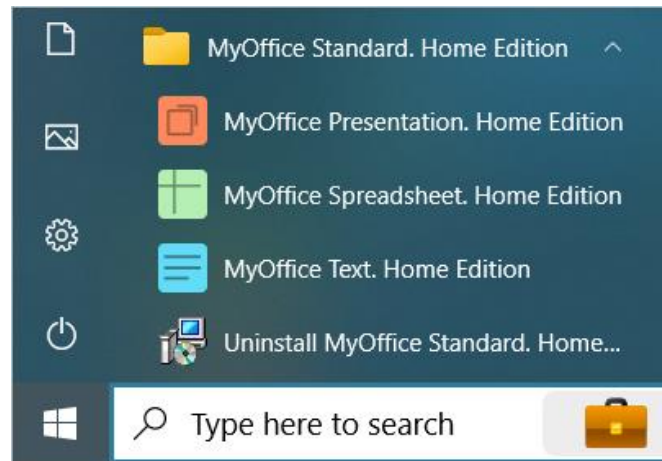 MyOffice Standard. Home Edition
MyOffice Presentation. Home Edition
MyOffice Spreadsheet. Home Edition
MyOffice Text. Home Edition
Uninstall MyOffice Standard. Home...
Type here to search